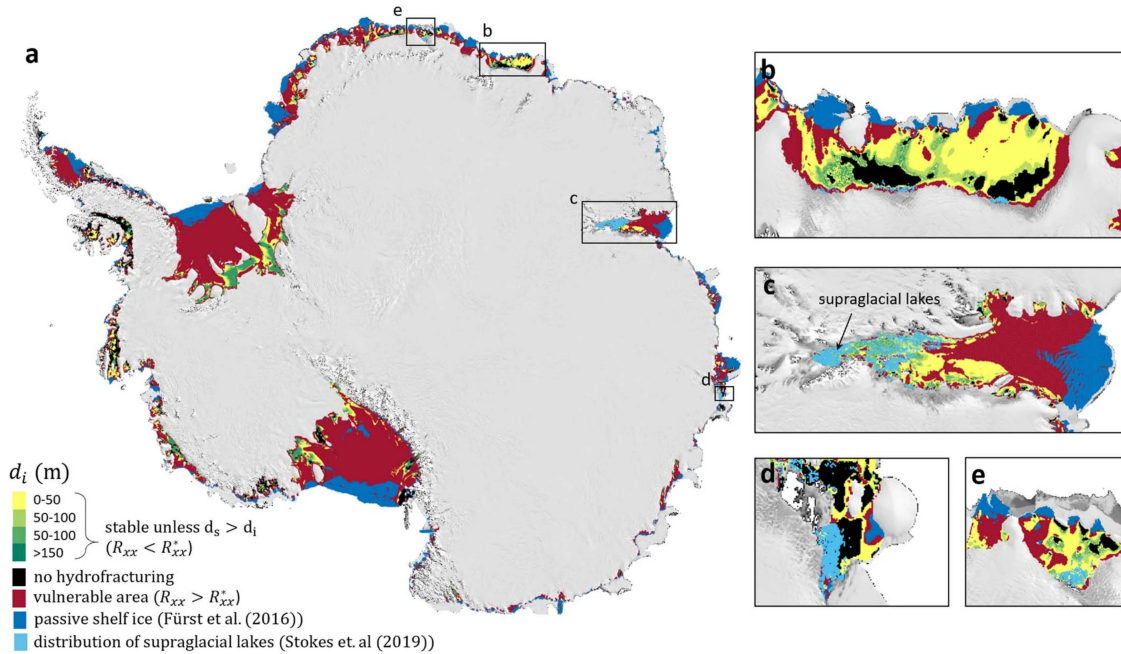 a
e
b
c
d
b
c
supraglacial lakes
d
e
d_i (m)
0-50
50-100
50-100
>150
stable unless d_s > d_i
(R_xx < R*_xx)
no hydrofracturing
vulnerable area (R_xx > R*_xx)
passive shelf ice (Fürst et al. (2016))
distribution of supraglacial lakes (Stokes et. al (2019))